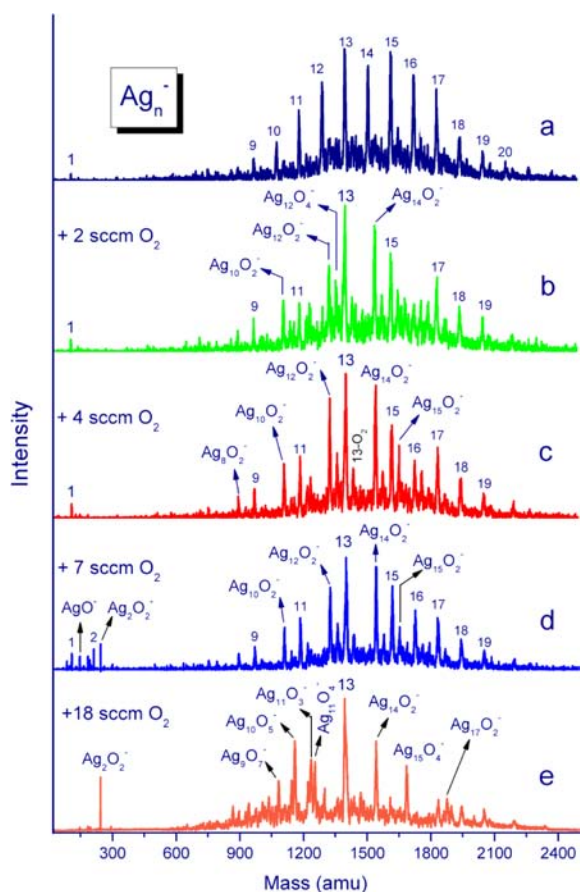 Agn-
13
15
14
12
16
17
11
10
18
9
19
20
1
a
Ag12O4-
13
Ag14O2-
+ 2 sccm O2
Ag12O2-
Ag10O2-
15
b
11
17
9
18
19
1
+ 4 sccm O2
Ag12O2-
13
Ag14O2-
Ag10O2-
15
Ag15O2-
Ag8O2-
11
13-O2
16
17
c
9
18
19
1
+ 7 sccm O2
Ag12O2-
13
Ag14O2-
AgO-
Ag2O2-
Ag10O2-
15
Ag15O2-
16
17
d
1
2
9
11
18
19
+18 sccm O2
Ag11O3-
Ag11O4-
13
Ag10O5-
Ag14O2-
Ag9O7-
Ag15O4-
Ag17O2-
Ag2O2-
e
300
600
900
1200
1500
1800
2100
2400
Mass (amu)
Intensity